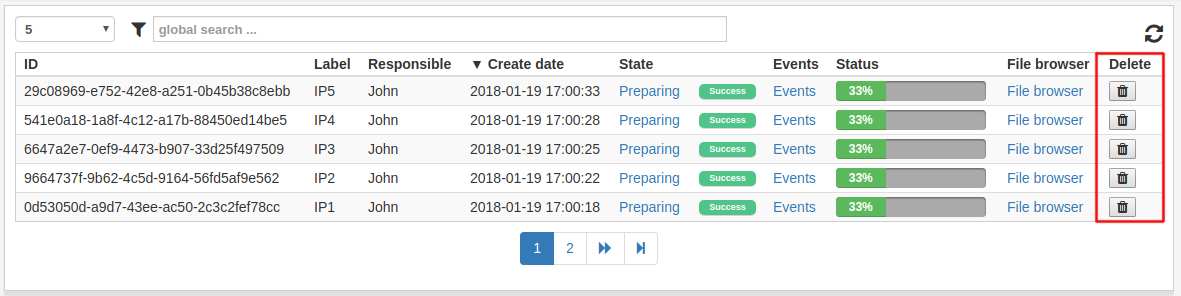 5 global search ...
ID Label Responsible ▼ Create date State Events Status File browser Delete
29c08969-e752-42e8-a251-0b45b38c8ebb IP5 John 2018-01-19 17:00:33 Preparing Success Events 33% File browser
541e0a18-1a8f-4c12-a17b-88450ed14be5 IP4 John 2018-01-19 17:00:28 Preparing Success Events 33% File browser
6647a2e7-0ef9-4473-b907-33d25f497509 IP3 John 2018-01-19 17:00:25 Preparing Success Events 33% File browser
9664737f-9b62-4c5d-9164-56fd5af9e562 IP2 John 2018-01-19 17:00:22 Preparing Success Events 33% File browser
0d53050d-a9d7-43ee-ac50-2c3c2fef78cc IP1 John 2018-01-19 17:00:18 Preparing Success Events 33% File browser
1 2